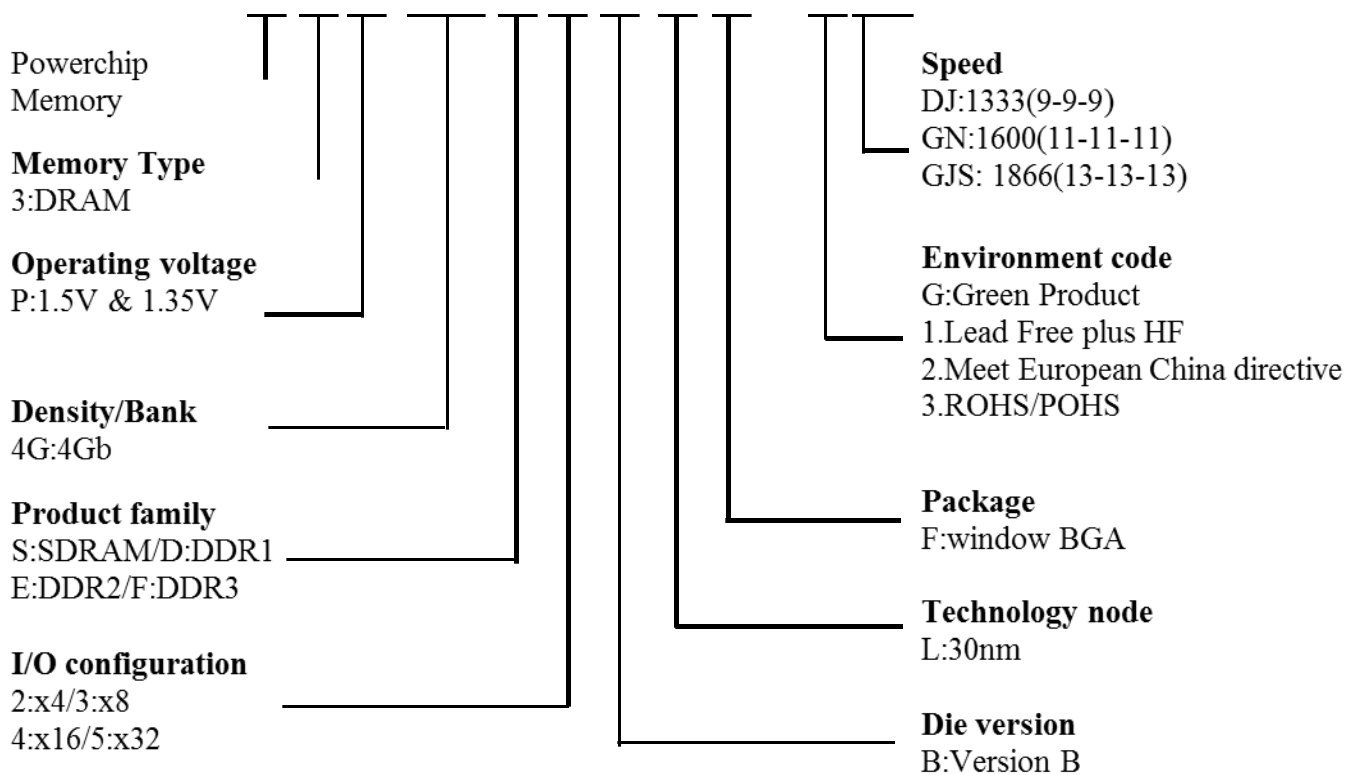 Powerchip
Memory
Memory Type
3:DRAM
Operating voltage
P:1.5V & 1.35V
Density/Bank
4G:4Gb
Product family
S:SDRAM/D:DDR1
E:DDR2/F:DDR3
I/O configuration
2:x4/3:x8
4:x16/5:x32
Speed
DJ:1333(9-9-9)
GN:1600(11-11-11)
GJS: 1866(13-13-13)
Environment code
G:Green Product
1.Lead Free plus HF
2.Meet European China directive
3.ROHS/POHS
Package
F:window BGA
Technology node
L:30nm
Die version
B:Version B